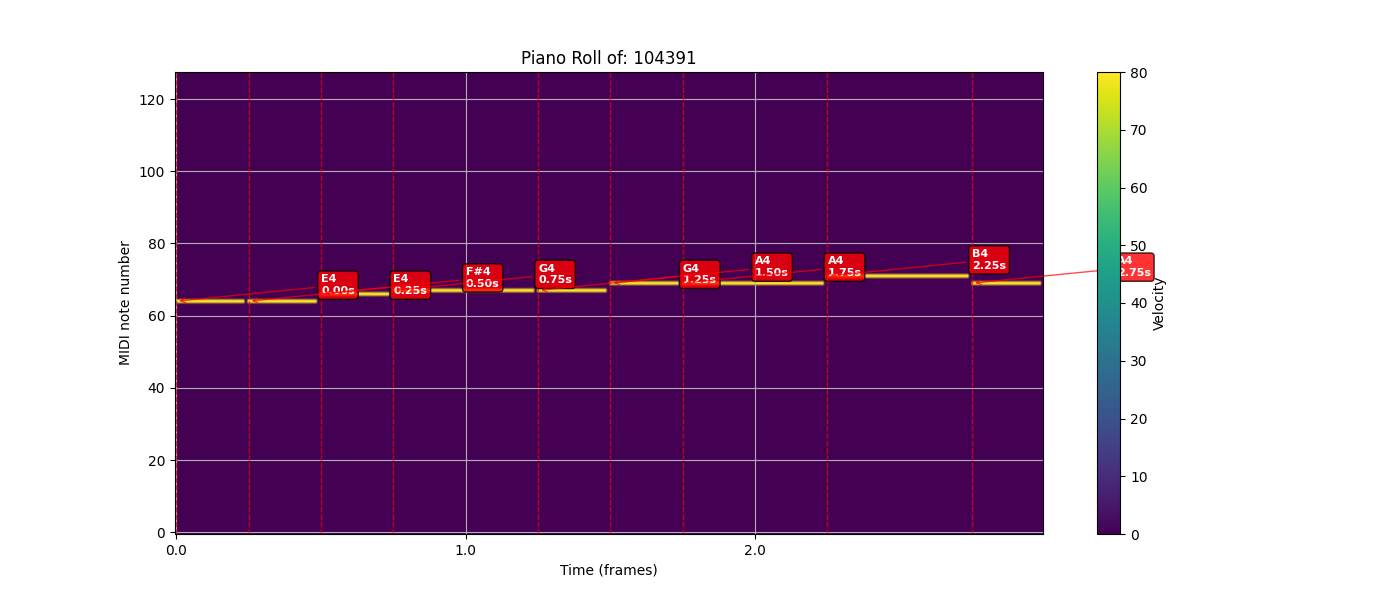 Piano Roll of: 104391
MIDI note number
120
100
80
60
40
20
0
E4
0.00s
E4
0.25s
F#4
0.50s
G4
0.75s
G4
1.25s
A4
1.50s
A4
1.75s
B4
2.25s
A4
2.75s
0.0
1.0
2.0
Time (frames)
80
70
60
50
40
30
20
10
0
Velocity